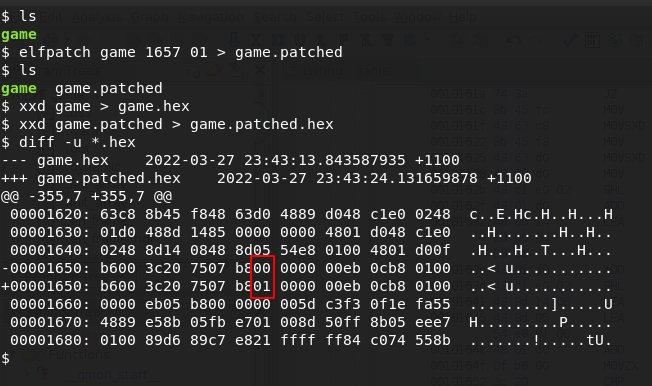 $ ls
game
$ elfpatch game 1657 01 > game.patched
$ ls
game  game.patched
$ xxd game > game.hex
$ xxd game.patched > game.patched.hex
$ diff -u *.hex
--- game.hex    2022-03-27 23:43:13.843587935 +1100
+++ game.patched.hex    2022-03-27 23:43:24.131659878 +1100
@@ -355,7 +355,7 @@
 00001620: 63c8 8b45 f848 63d0 4889 d048 c1e0 0248  c..E.Hc.H..H...H
 00001630: 01d0 488d 1485 0000 0000 4801 d048 c1e0  ..H.......H..H..
 00001640: 0248 8d14 0848 8d05 54e8 0100 4801 d00f  .H...H..T...H...
-00001650: b600 3c20 7507 b800 0000 00eb 0cb8 0100  ..< u...........
+00001650: b600 3c20 7507 b801 0000 00eb 0cb8 0100  ..< u...........
 00001660: 0000 eb05 b800 0000 005d c3f3 0f1e fa55  .........].....U
 00001670: 4889 e58b 05fb e701 008d 50ff 8b05 eee7  H.........P.....
 00001680: 0100 89d6 89c7 e821 ffff ff84 c074 558b  .......!.....tU.
$